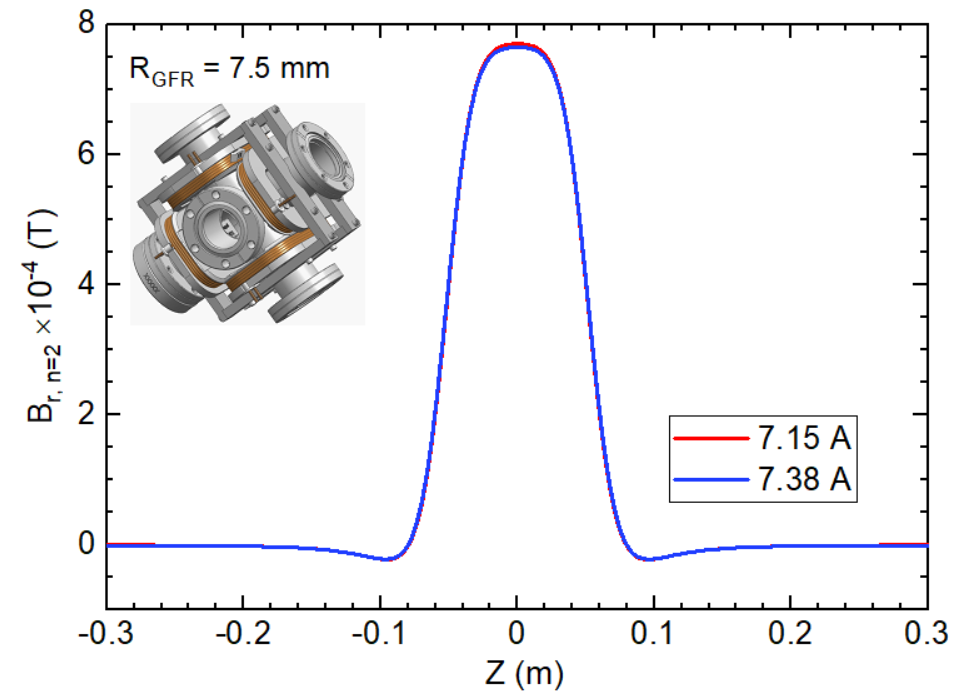 R_GFR = 7.5 mm
B_r, n=2 ×10^-4 (T)
8
6
4
2
0
7.15 A
7.38 A
-0.3 -0.2 -0.1 0 0.1 0.2 0.3
Z (m)